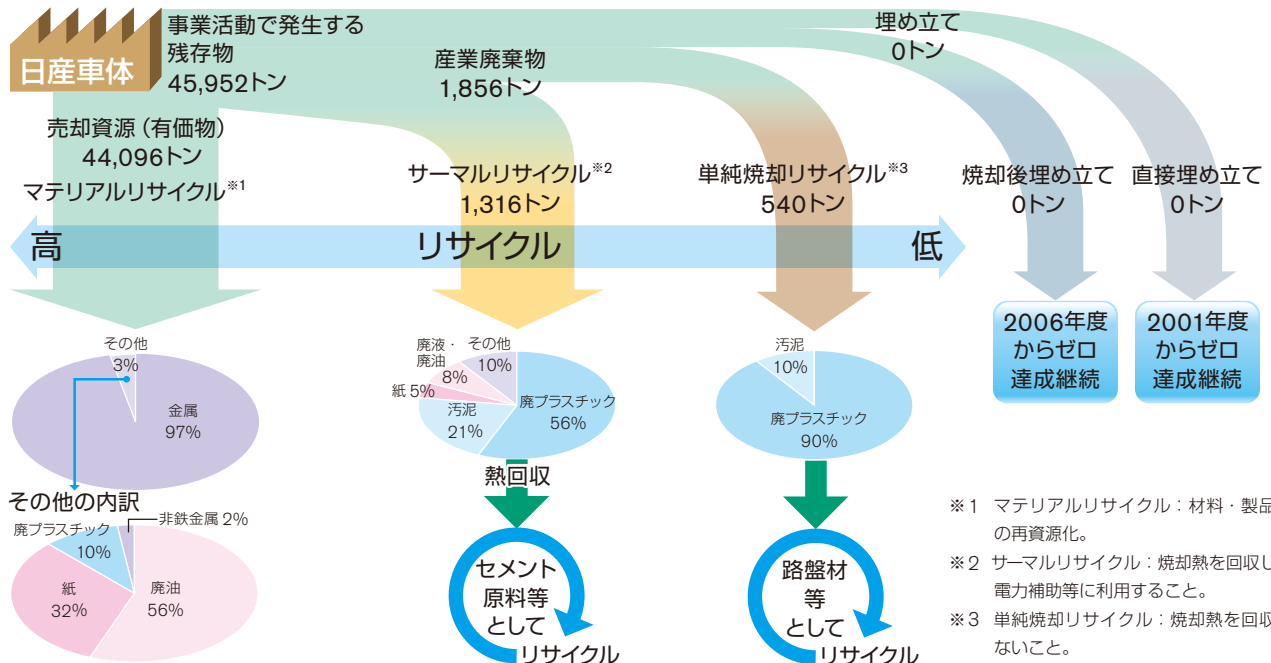 日産車体
事業活動で発生する
残存物
45,952トン
産業廃棄物
1,856トン
埋め立て
0トン
売却資源(有価物)
44,096トン
マテリアルリサイクル※1
サーマルリサイクル※2
1,316トン
単純焼却リサイクル※3
540トン
焼却後埋め立て
0トン
直接埋め立て
0トン
高
リサイクル
低
2006年度
からゼロ
達成継続
2001年度
からゼロ
達成継続
その他
3%
金属
97%
その他の内訳
非鉄金属 2%
廃プラスチック
10%
紙
32%
廃油
56%
廃液・
廃油
8%
その他
10%
紙 5%
汚泥
21%
廃プラスチック
56%
熱回収
セメント
原料等
として
リサイクル
汚泥
10%
廃プラスチック
90%
路盤材
等
として
リサイクル
※1 マテリアルリサイクル:材料・製品
の再資源化。
※2 サーマルリサイクル:焼却熱を回収し
電力補助等に利用すること。
※3 単純焼却リサイクル:焼却熱を回収
ないこと。